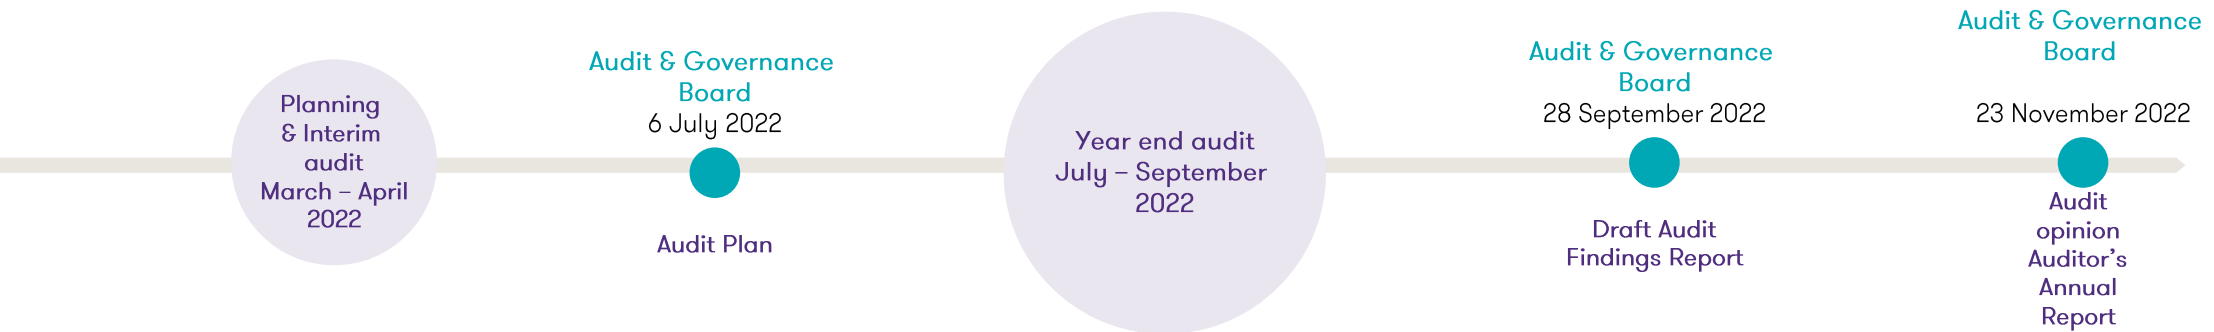 Planning
& Interim
audit
March – April
2022
Audit & Governance
Board
6 July 2022
Audit Plan
Year end audit
July – September
2022
Audit & Governance
Board
28 September 2022
Draft Audit
Findings Report
Audit & Governance
Board
23 November 2022
Audit
opinion
Auditor’s
Annual
Report